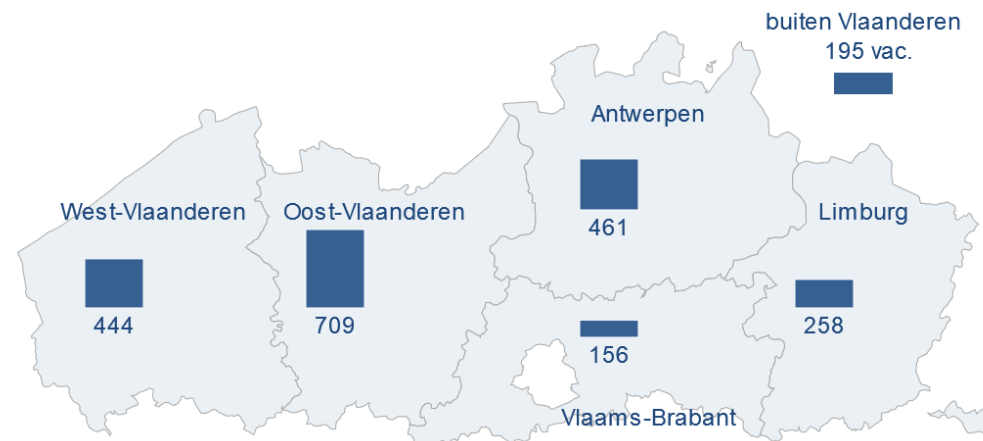 buiten Vlaanderen
195 vac.
Antwerpen
461
West-Vlaanderen
444
Oost-Vlaanderen
709
Limburg
258
156
Vlaams-Brabant